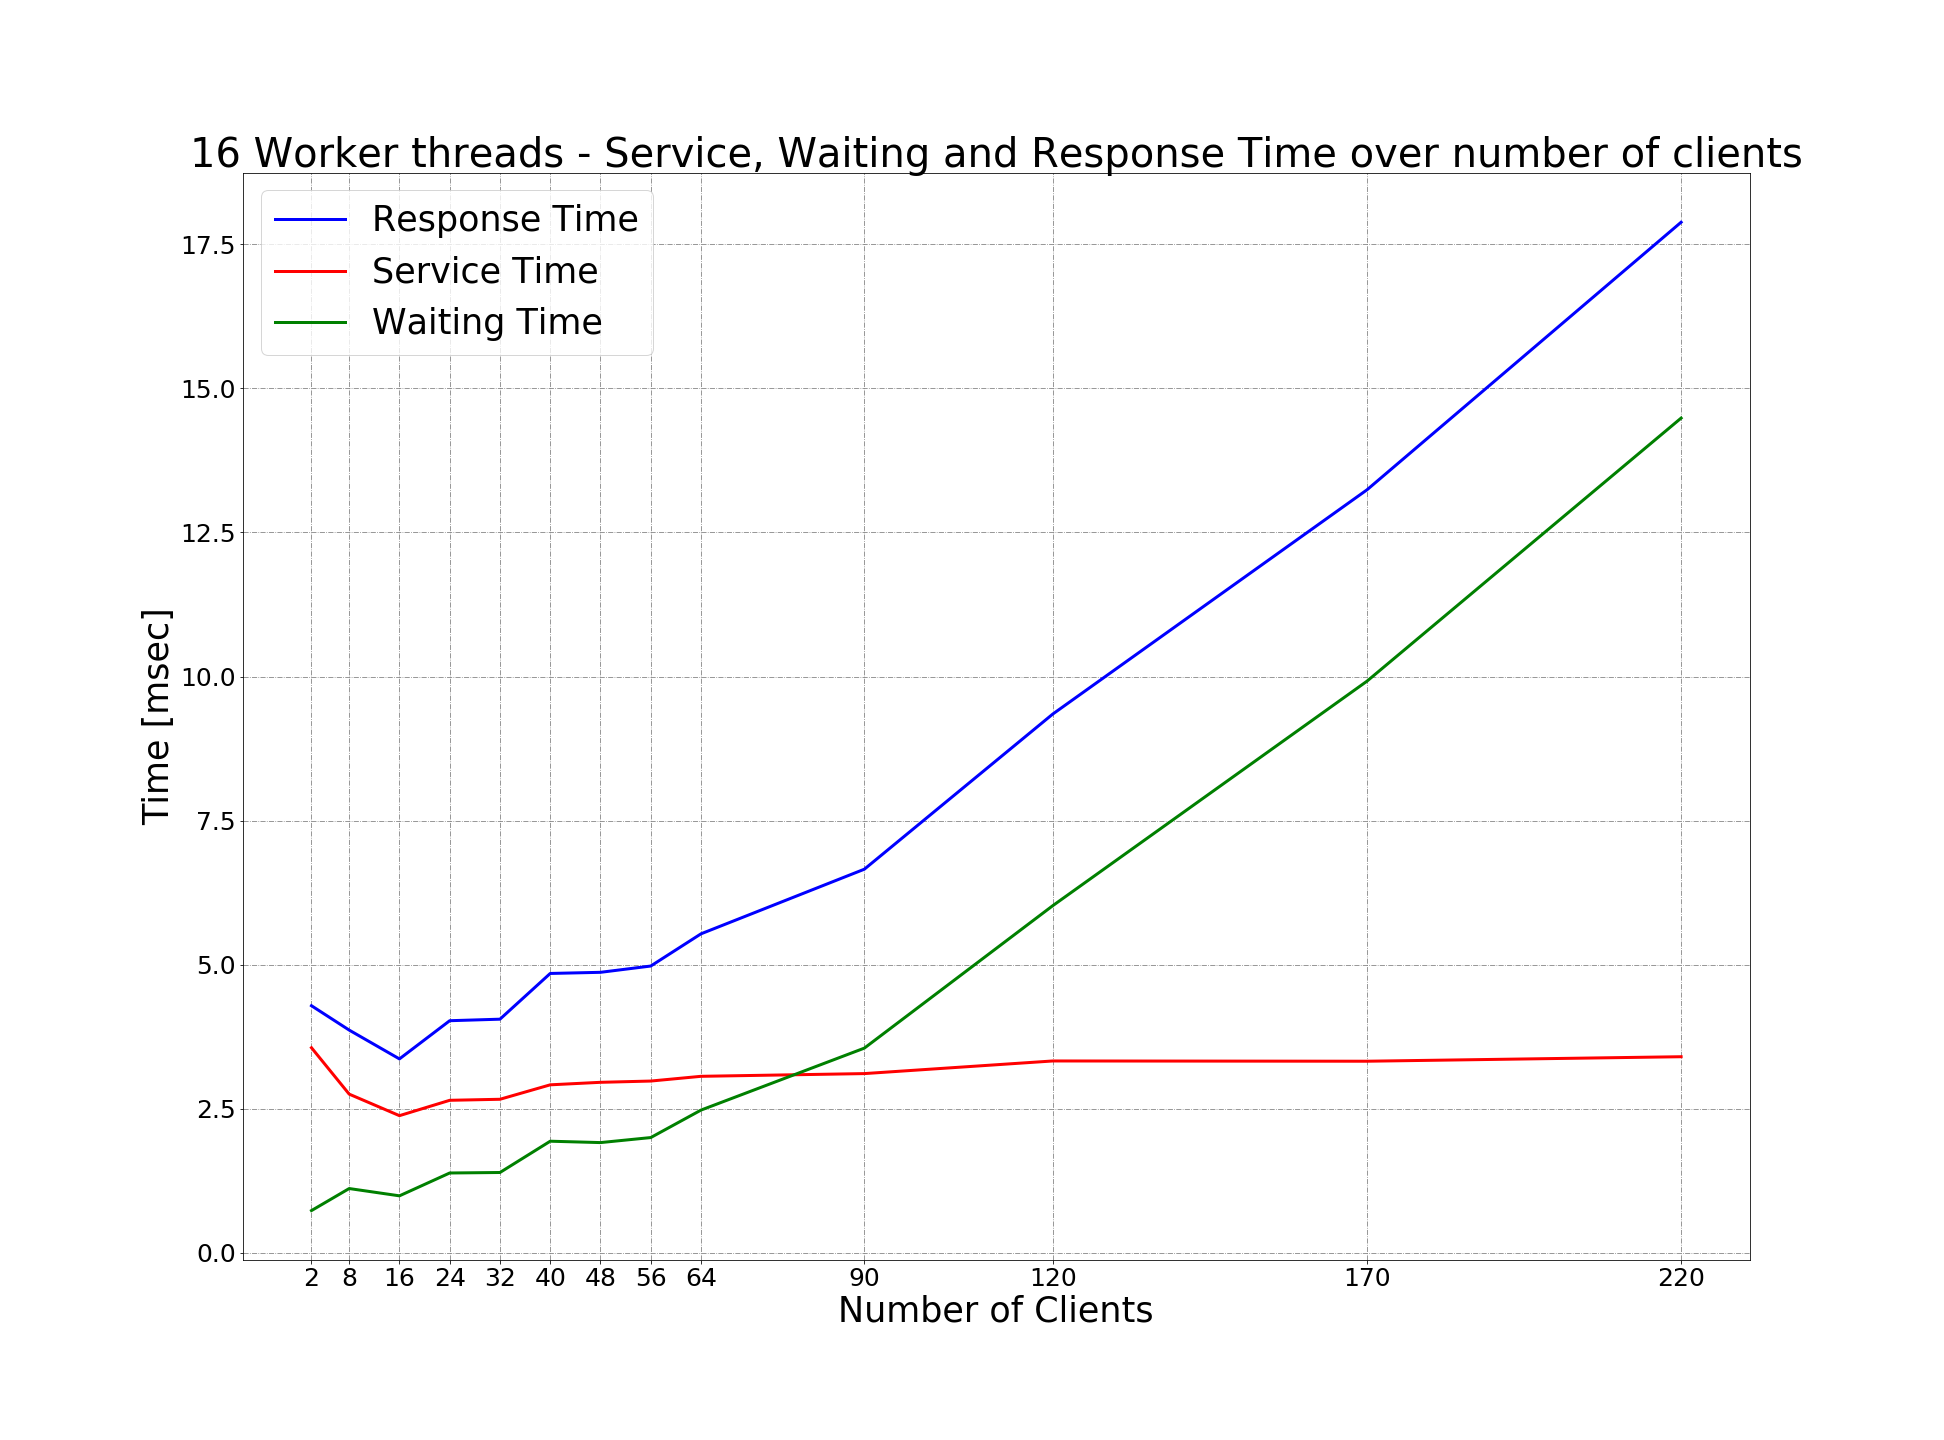 16 Worker threads - Service, Waiting and Response Time over number of clients
Response Time
Service Time
Waiting Time
17.5
15.0
12.5
10.0
7.5
5.0
2.5
0.0
Time [msec]
2 8 16 24 32 40 48 56 64 90 120 170 220
Number of Clients